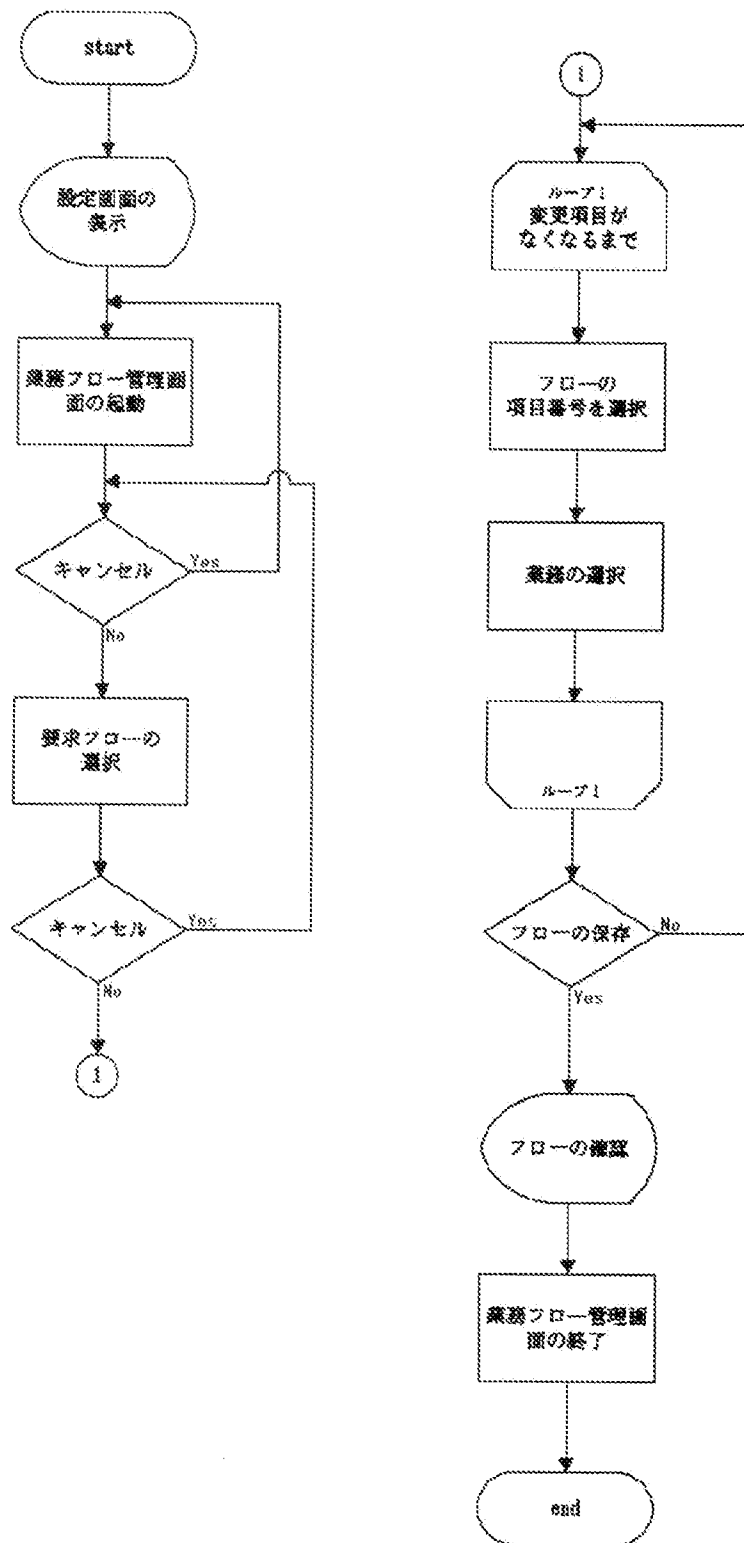 start
設定画面の
表示
業務フロー管理画
面の起動
キャンセル
Yes
No
要求フローの
選択
キャンセル
Yes
No
1
1
ループ1
変更項目が
なくなるまで
フローの
項目番号を選択
業務の選択
ループ1
フローの保存
No
Yes
フローの確認
業務フロー管理画
面の終了
end